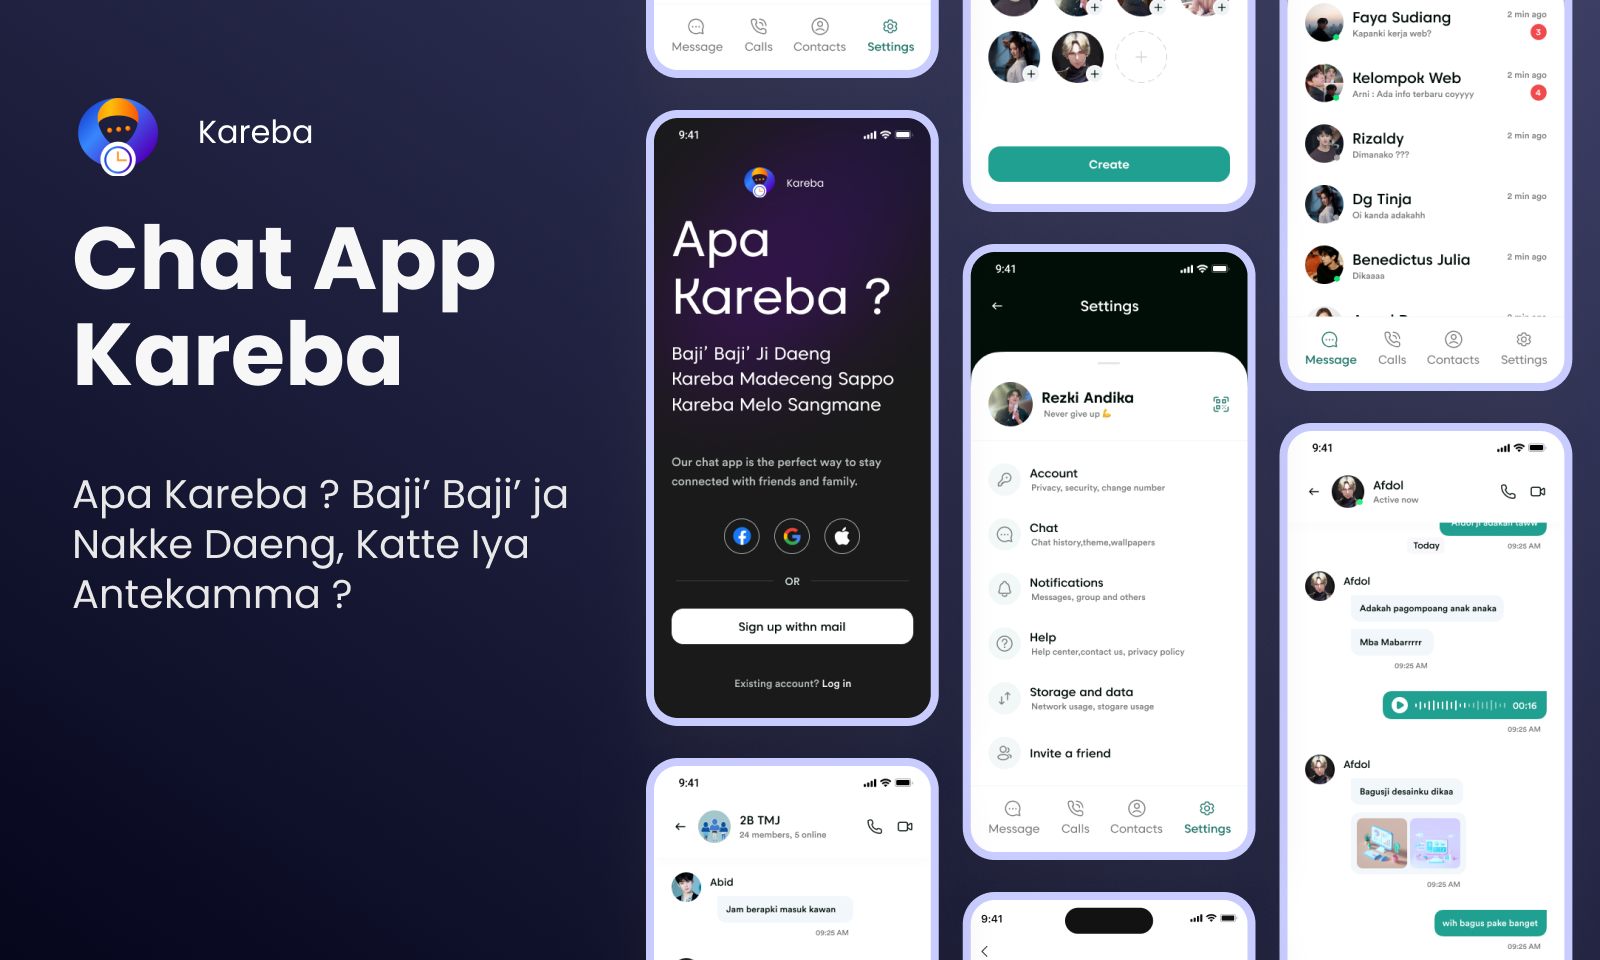 Kareba
Chat App
Kareba
Apa Kareba ? Baji’ Baji’ ja
Nakke Daeng, Katte Iya
Antekamma ?
Message
Calls
Contacts
Settings
9:41
Kareba
Apa
Kareba ?
Baji’ Baji’ Ji Daeng
Kareba Madeceng Sappo
Kareba Melo Sangmane
Our chat app is the perfect way to stay
connected with friends and family.
OR
Sign up withn mail
Existing account? Log in
9:41
2B TMJ
24 members, 5 online
Abid
Jam berapki masuk kawan
09:25 AM
Create
9:41
Settings
Rezki Andika
Never give up 💪
Account
Privacy, security, change number
Chat
Chat history,theme,wallpapers
Notifications
Messages, group and others
Help
Help center,contact us, privacy policy
Storage and data
Network usage, stogare usage
Invite a friend
Message
Calls
Contacts
Settings
9:41
Faya Sudiang
2 min ago
Kapanki kerja web?
3
Kelompok Web
2 min ago
Arni : Ada info terbaru coyyyy
4
Rizaldy
2 min ago
Dimanako ???
Dg Tinja
2 min ago
Oi kanda adakahh
Benedictus Julia
2 min ago
Dikaaaa
Message
Calls
Contacts
Settings
9:41
Afdol
Active now
Afdol ji adakah taww
Today
09:25 AM
Afdol
Adakah pagompoang anak anaka
Mba Mabarrrrr
09:25 AM
00:16
09:25 AM
Afdol
Bagusji desainku dikaa
09:25 AM
wih bagus pake banget
09:25 AM